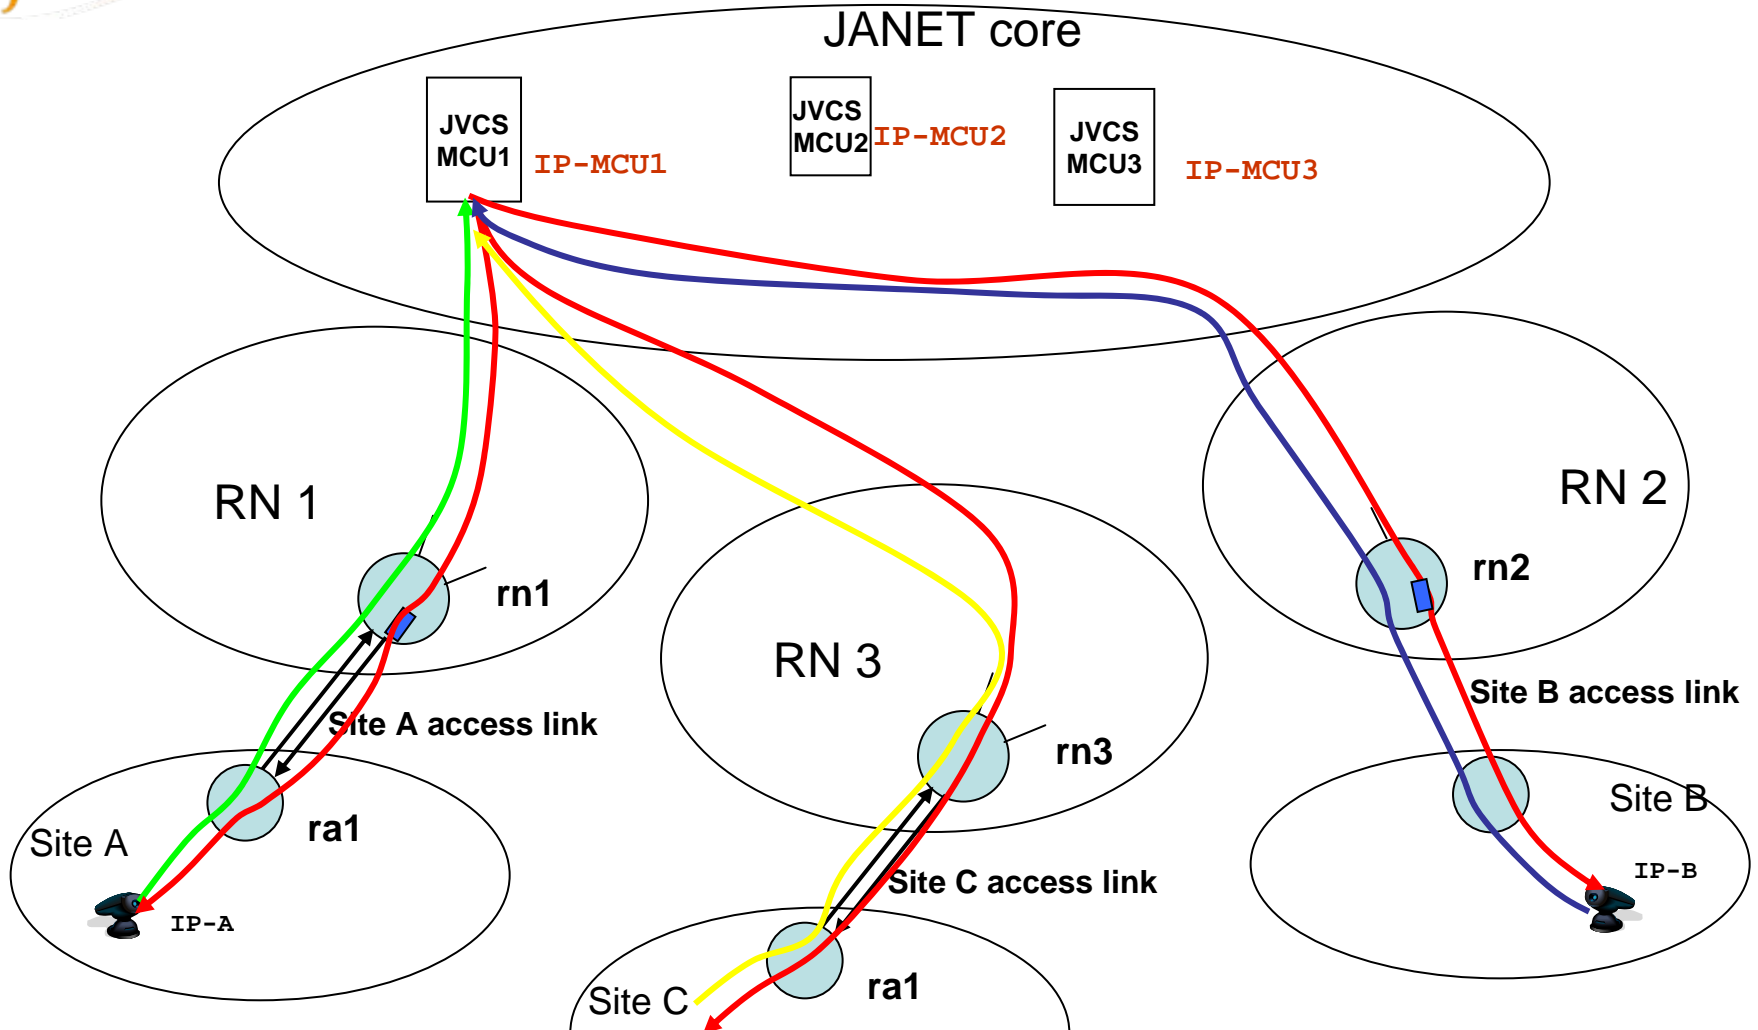 JANET core
JVCS
MCU1
IP-MCU1
JVCS
MCU2
IP-MCU2
JVCS
MCU3
IP-MCU3
RN 1
rn1
RN 2
rn2
RN 3
rn3
Site A access link
Site B access link
Site C access link
Site A
ra1
IP-A
Site B
IP-B
Site C
ra1